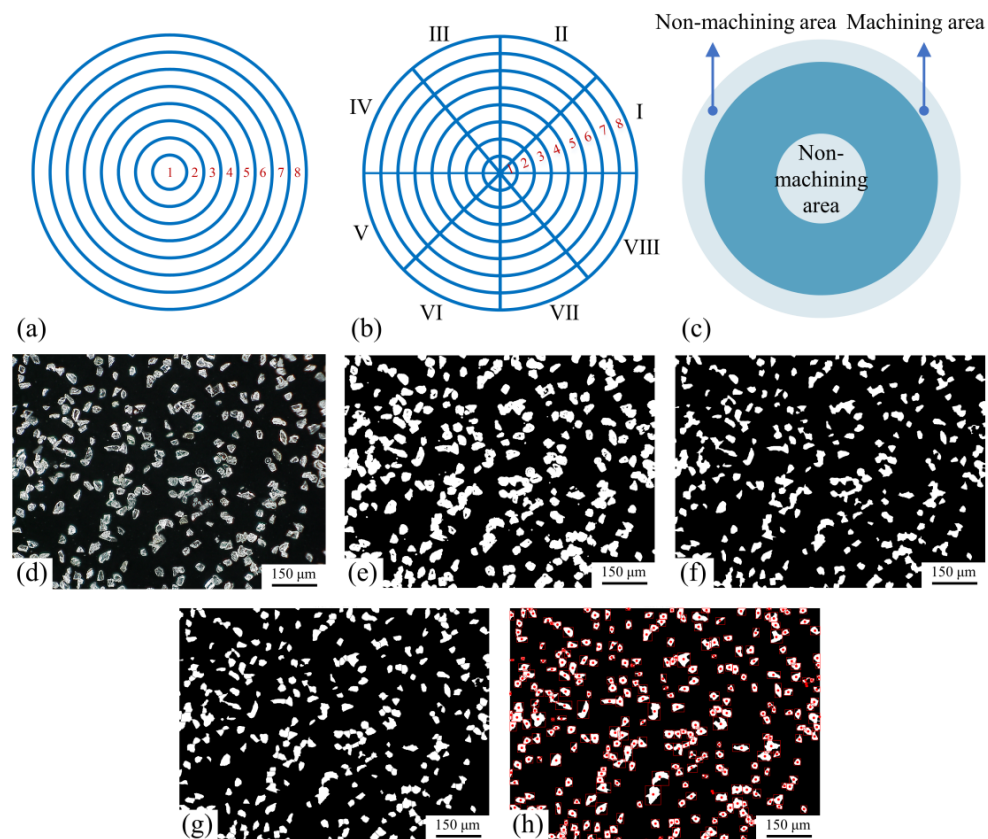 Non-machining area Machining area
III II
IV I
1 2 3 4 5 6 7 8
1 2 3 4 5 6 7 8
Non-
machining
area
V VIII
VI VII
(a) (b) (c)
(d) 150 μm (e) 150 μm (f) 150 μm
(g) 150 μm (h) 150 μm